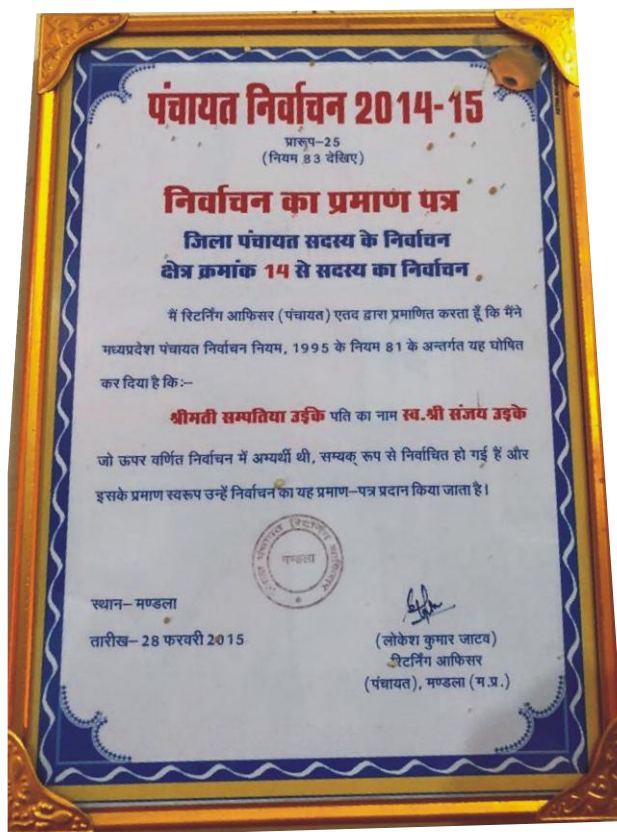 पंचायत निर्वाचन 2014-15
प्रारूप-25
(नियम 83 देखिए)
निर्वाचन का प्रमाण पत्र
जिला पंचायत सदस्य के निर्वाचन
क्षेत्र क्रमांक 14 से सदस्य का निर्वाचन
मैं रिटर्निंग आफिसर (पंचायत) एतद द्वारा प्रमाणित करता हूँ कि मैंने
मध्यप्रदेश पंचायत निर्वाचन नियम, 1995 के नियम 81 के अन्तर्गत यह घोषित
कर दिया है कि:–
श्रीमती सम्पतिया उईके पति का नाम स्व.श्री संजय उइके
जो ऊपर वर्णित निर्वाचन में अभ्यर्थी थी, सम्यक् रूप से निर्वाचित हो गई हैं और
इसके प्रमाण स्वरूप उन्हें निर्वाचन का यह प्रमाण–पत्र प्रदान किया जाता है।
मण्डला
स्थान– मण्डला
तारीख– 28 फरवरी 2015
(लोकेश कुमार जाटव)
रिटर्निंग आफिसर
(पंचायत), मण्डला (म.प्र.)